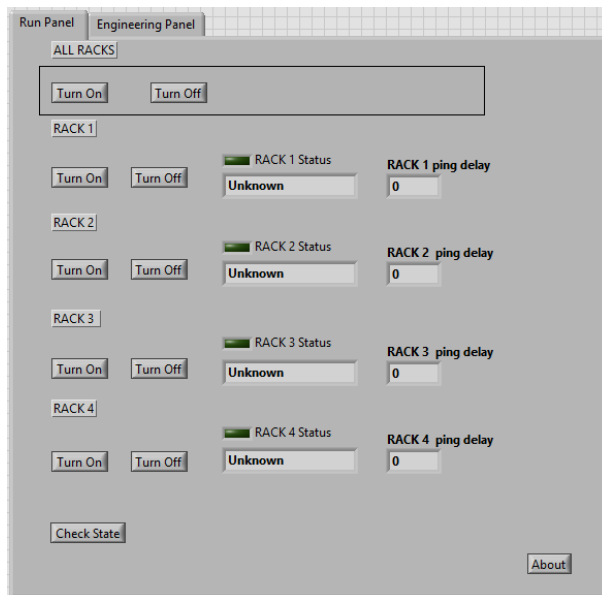 Run Panel Engineering Panel
ALL RACKS
Turn On Turn Off
RACK 1
RACK 1 Status RACK 1 ping delay
Turn On Turn Off Unknown 0
RACK 2
RACK 2 Status RACK 2 ping delay
Turn On Turn Off Unknown 0
RACK 3
RACK 3 Status RACK 3 ping delay
Turn On Turn Off Unknown 0
RACK 4
RACK 4 Status RACK 4 ping delay
Turn On Turn Off Unknown 0
Check State
About